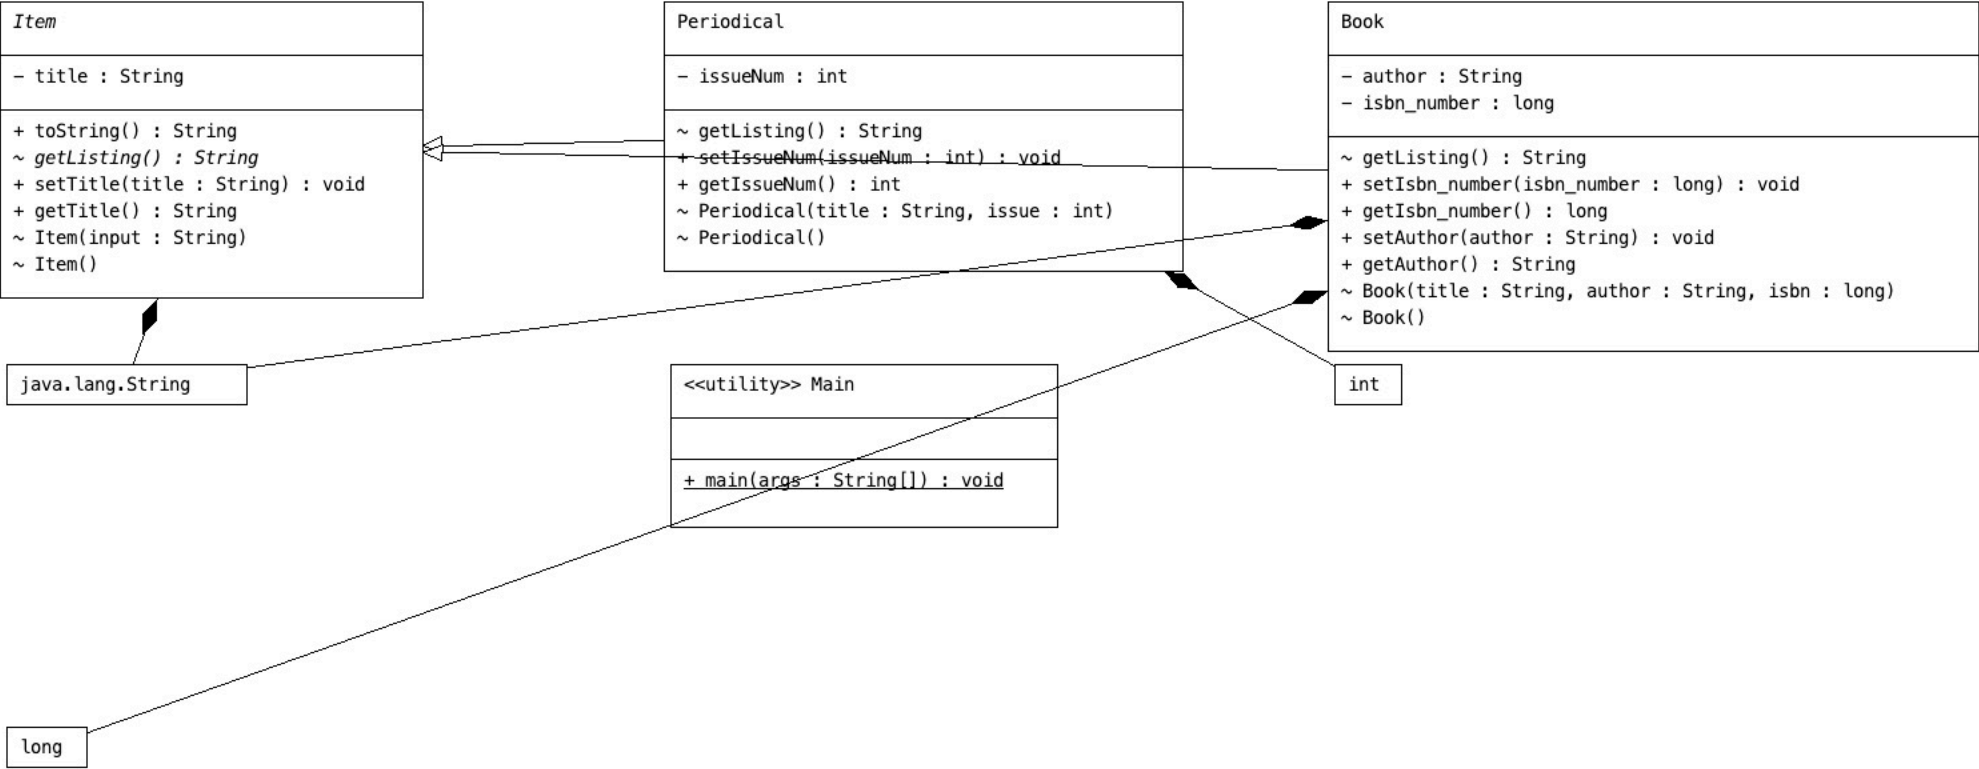 Item
− title : String
+ toString() : String
~ getListing() : String
+ setTitle(title : String) : void
+ getTitle() : String
~ Item(input : String)
~ Item()
Periodical
− issueNum : int
~ getListing() : String
+ setIssueNum(issueNum : int) : void
+ getIssueNum() : int
~ Periodical(title : String, issue : int)
~ Periodical()
Book
− author : String
− isbn_number : long
~ getListing() : String
+ setIsbn_number(isbn_number : long) : void
+ getIsbn_number() : long
+ setAuthor(author : String) : void
+ getAuthor() : String
~ Book(title : String, author : String, isbn : long)
~ Book()
java.lang.String
<<utility>> Main
+ main(args : String[]) : void
int
long